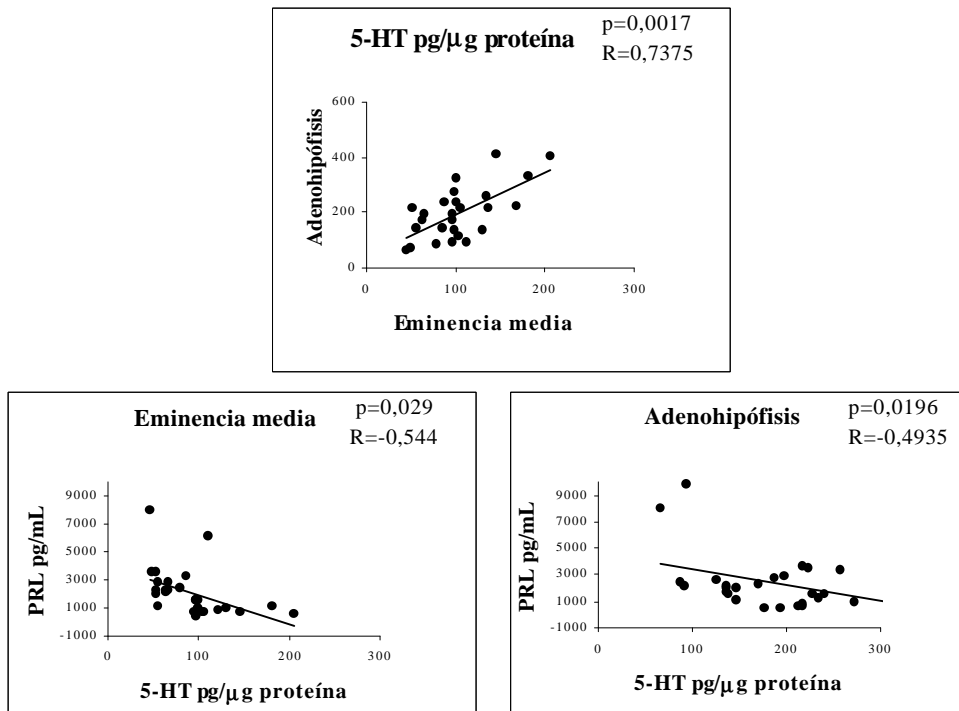 5-HT pg/µg proteína
p=0,0017
R=0,7375
Adenohipófisis
600
400
200
0
0 100 200 300
Eminencia media
Eminencia media
p=0,029
R=-0,544
PRL pg/mL
9000
7000
5000
3000
1000
-1000
0 100 200 300
5-HT pg/µg proteína
Adenohipófisis
p=0,0196
R=-0,4935
PRL pg/mL
9000
7000
5000
3000
1000
-1000
0 100 200 300
5-HT pg/µg proteína